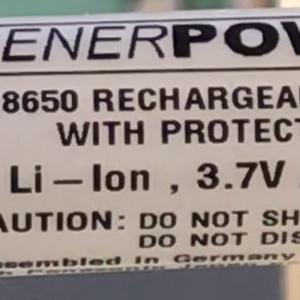 ENERPOW
8650 RECHARGEA
WITH PROTECT
Li-Ion , 3.7V
AUTION: DO NOT SH
DO NOT DIS
ssembled in Germany
Panasonic